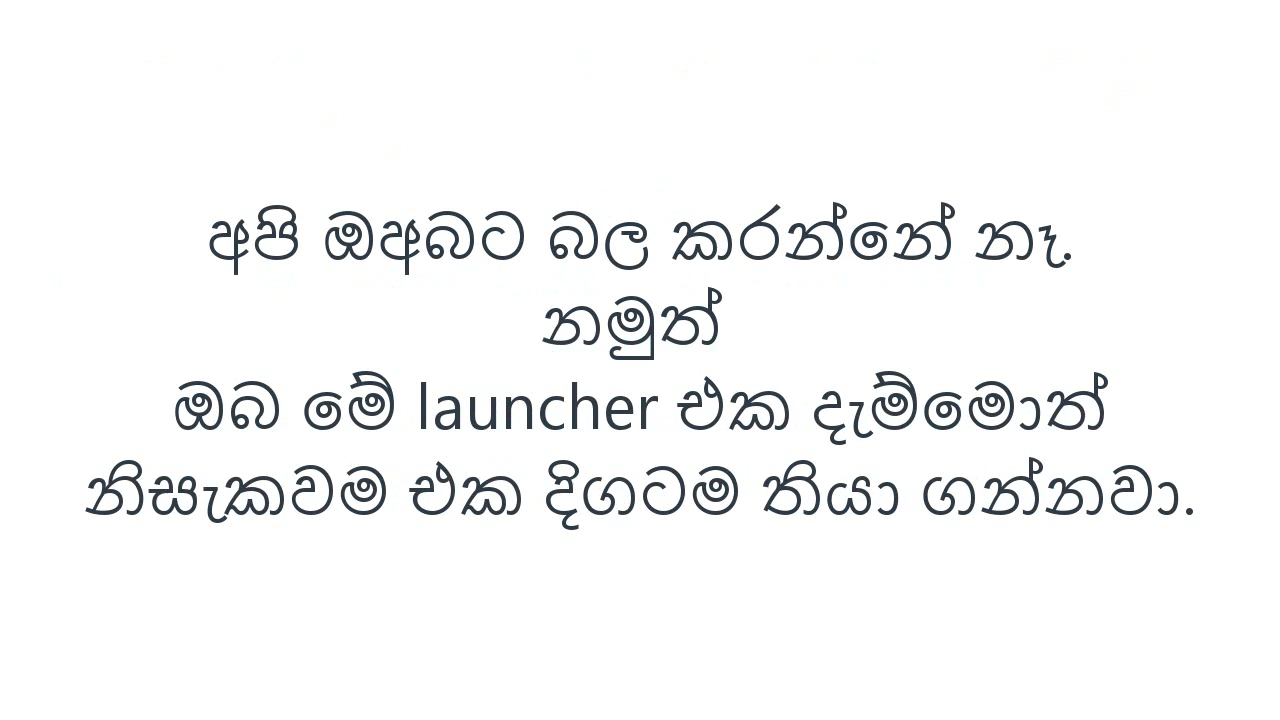 අපි ඔඅබට බල කරන්නේ නෑ.
නමුත්
ඔබ මේ launcher එක දැම්මොත්
නිසැකවම එක දිගටම තියා ගන්නවා.